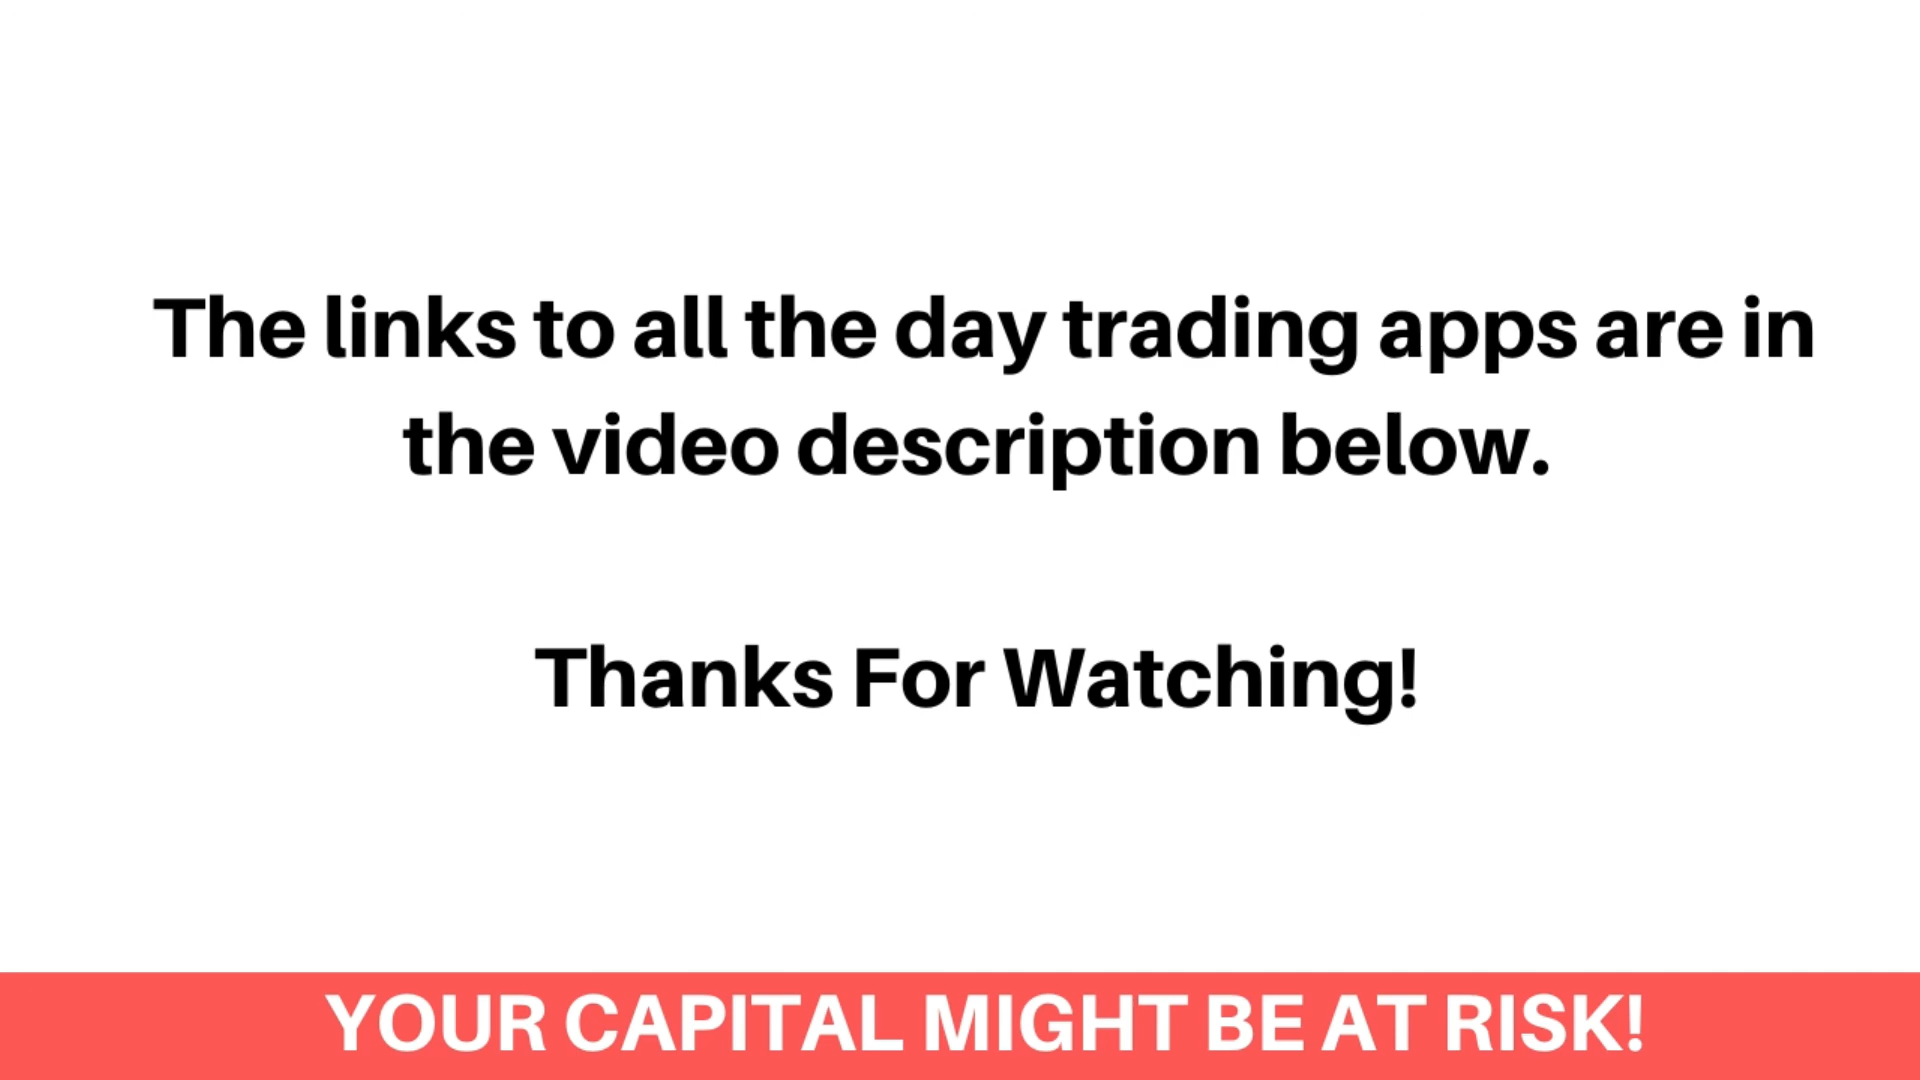 The links to all the day trading apps are in
the video description below.
Thanks For Watching!
YOUR CAPITAL MIGHT BE AT RISK!